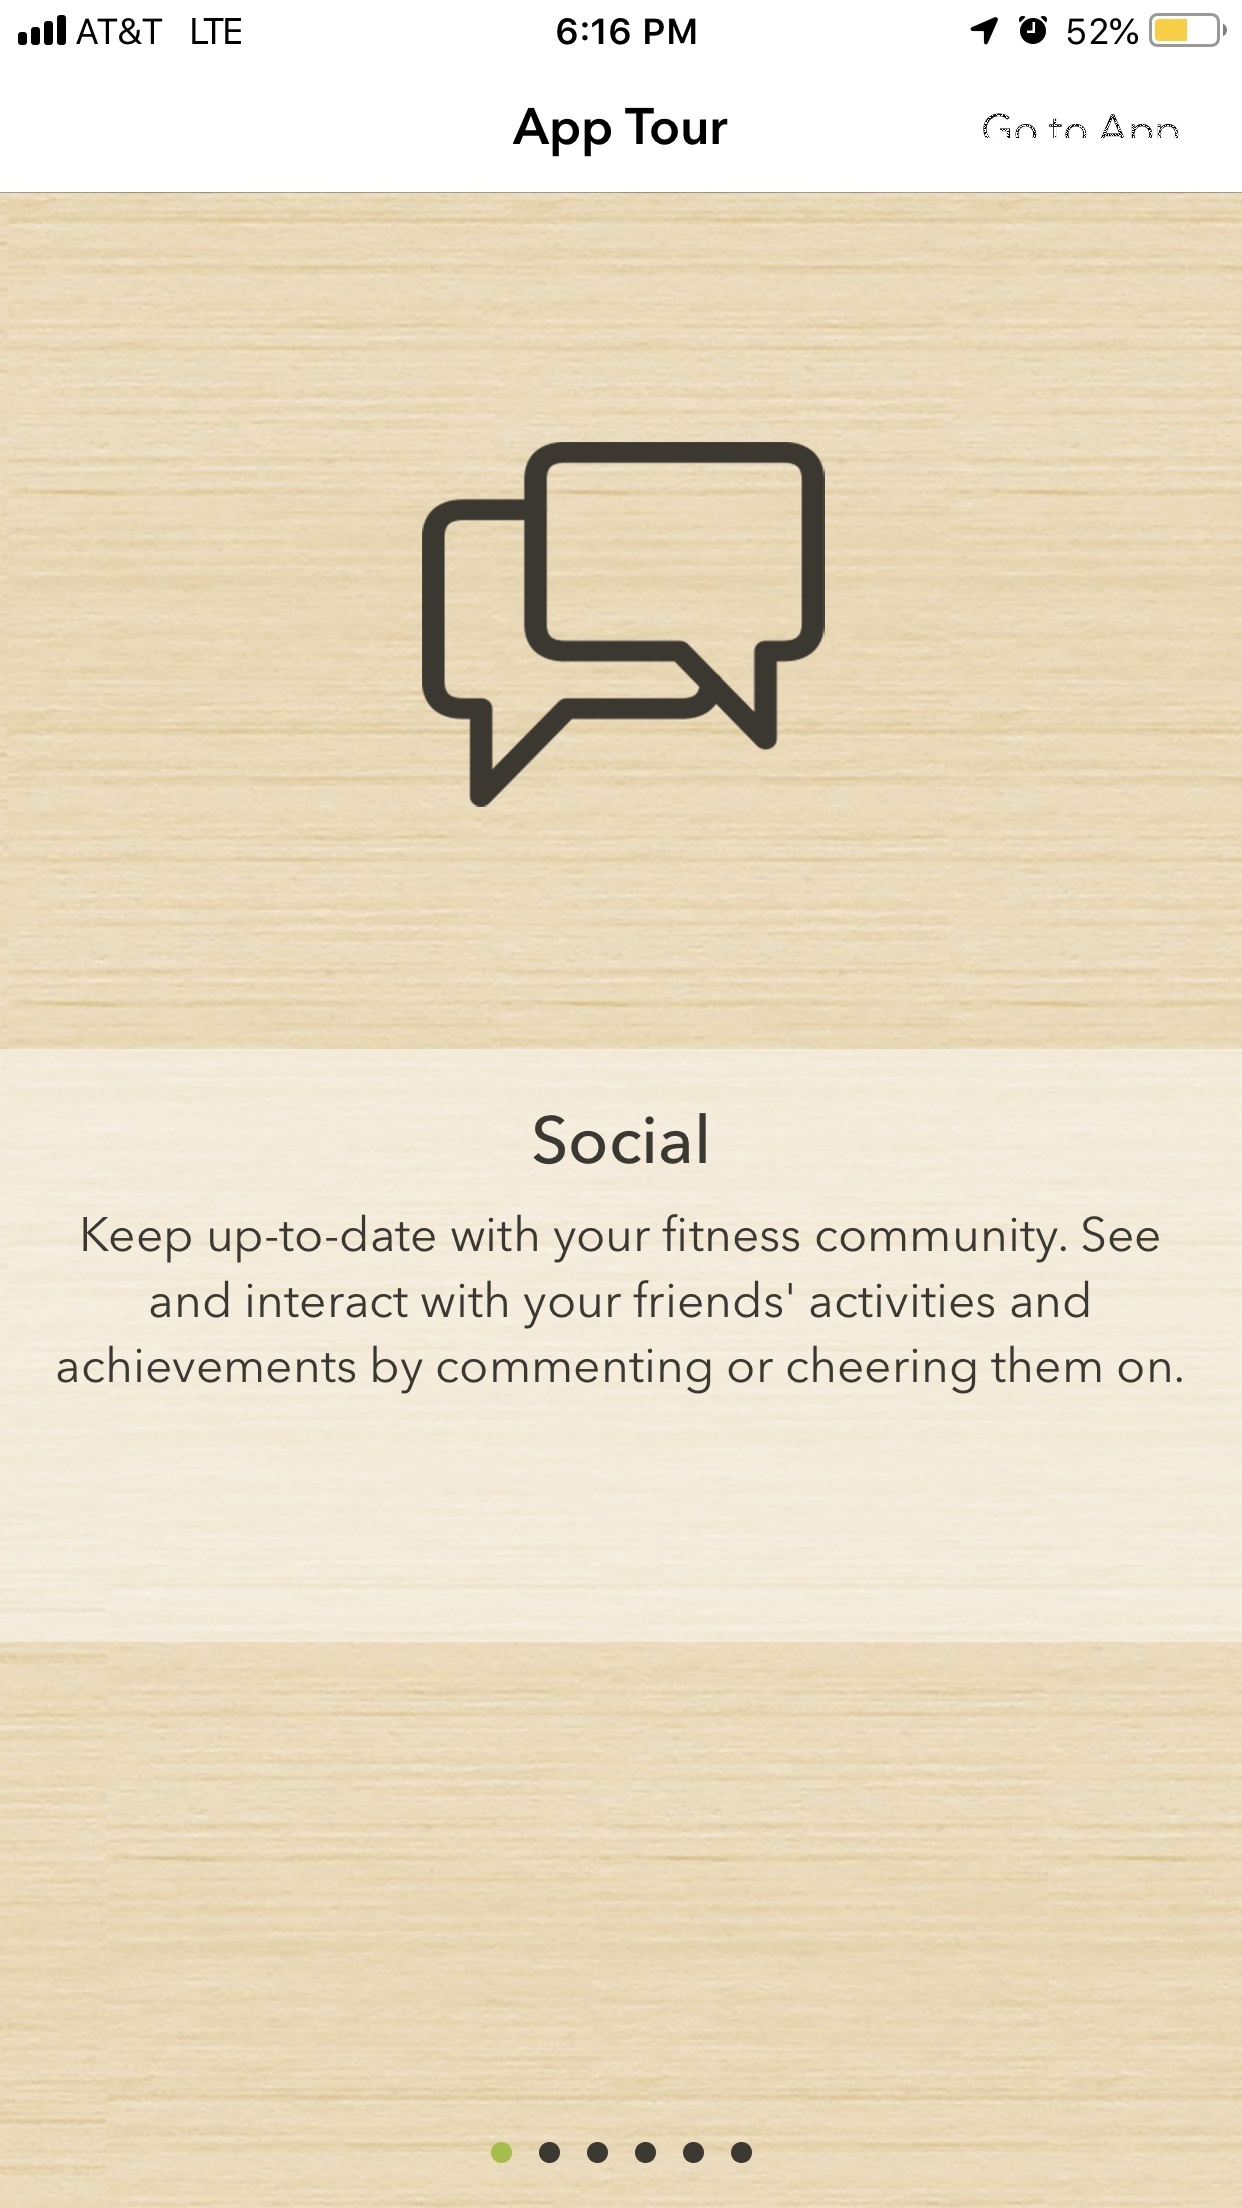 AT&T LTE 6:16 PM 52%
App Tour
Go to App
Social
Keep up-to-date with your fitness community. See
and interact with your friends' activities and
achievements by commenting or cheering them on.